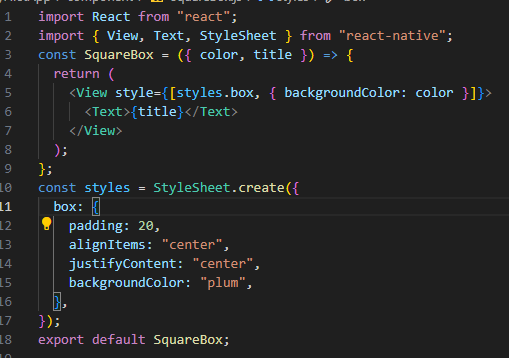 1 import React from "react";
2 import { View, Text, StyleSheet } from "react-native";
3 const SquareBox = ({ color, title }) => {
4   return (
5     <View style={[styles.box, { backgroundColor: color }]}>
6       <Text>{title}</Text>
7     </View>
8   );
9 };
10 const styles = StyleSheet.create({
11   box: {
12     padding: 20,
13     alignItems: "center",
14     justifyContent: "center",
15     backgroundColor: "plum",
16   },
17 });
18 export default SquareBox;